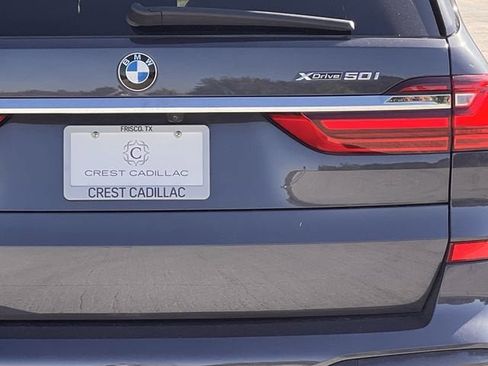 BMW
XDrive 50i
FRISCO, TX
C
CREST CADILLAC
CREST CADILLAC